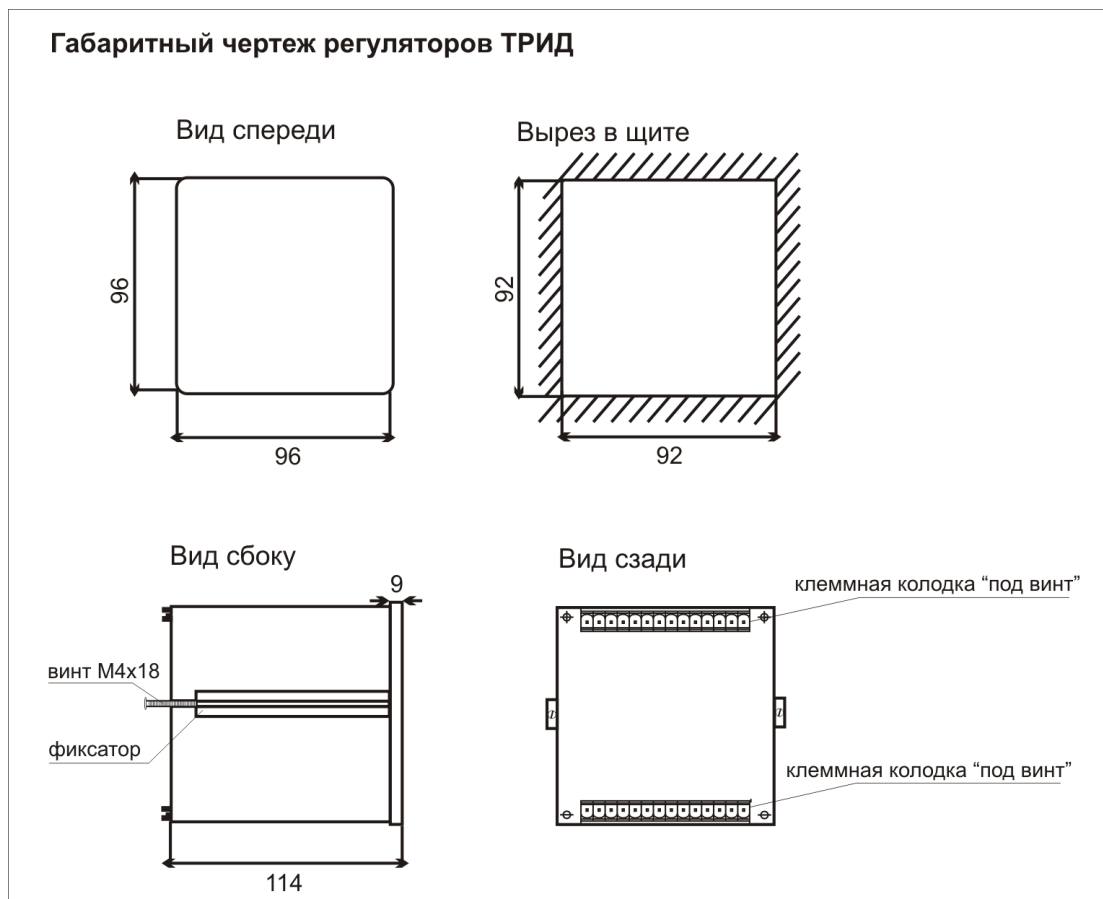 Габаритный чертеж регуляторов ТРИД
Вид спереди
Вырез в щите
96
92
96
92
Вид сбоку
Вид сзади
9
клеммная колодка “под винт”
винт М4х18
фиксатор
клеммная колодка “под винт”
114